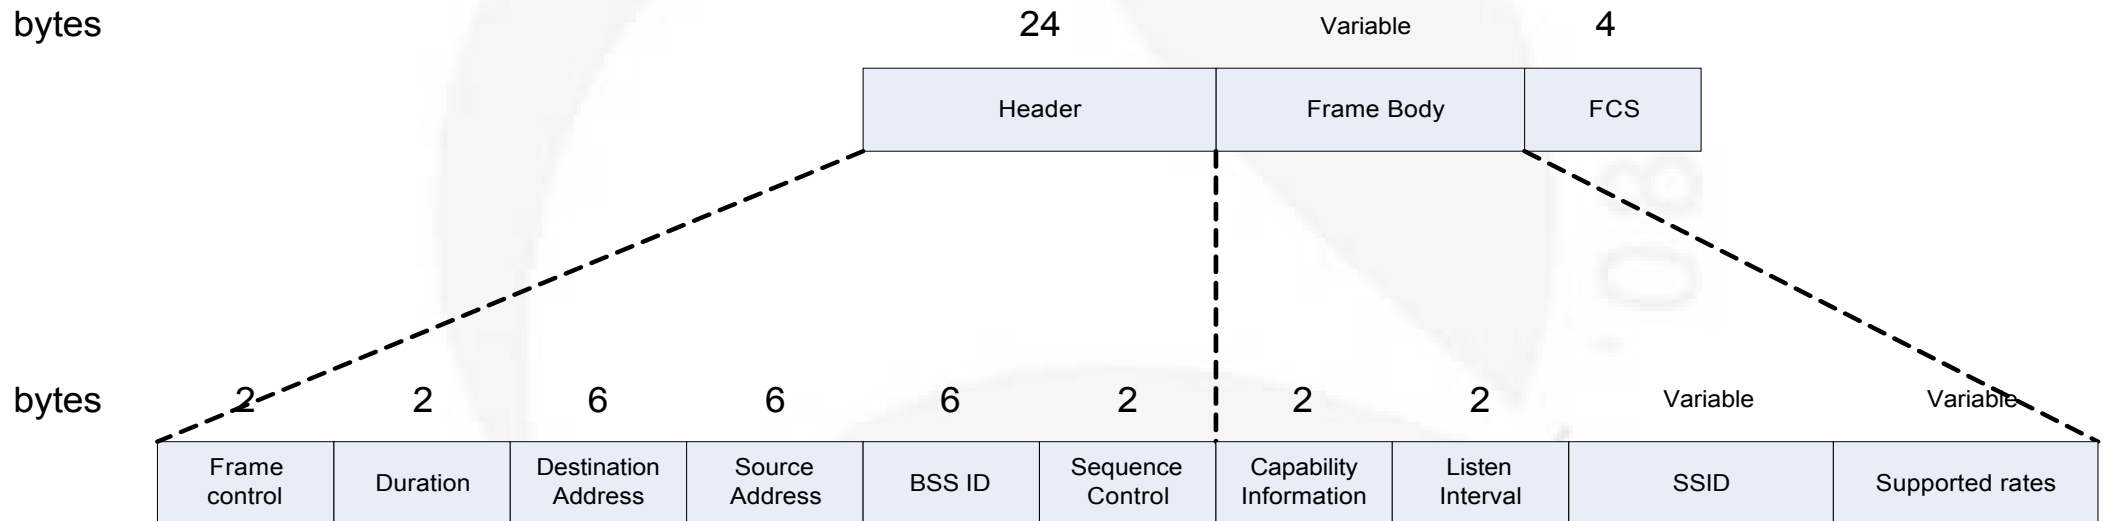 bytes 24 Variable 4
Header Frame Body FCS
'08
bytes 2 2 6 6 6 2 2 2 Variable Variable
Frame control Duration Destination Address Source Address BSS ID Sequence Control Capability Information Listen Interval SSID Supported rates